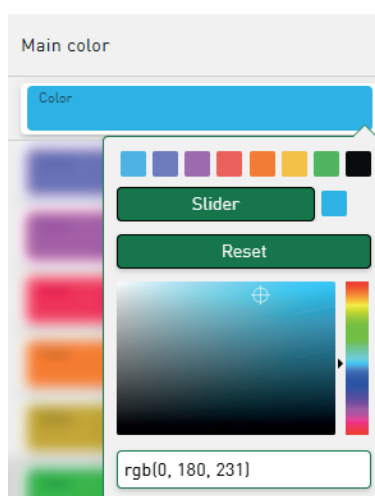 Main color
Color
Slider
Reset
rgb(0, 180, 231)